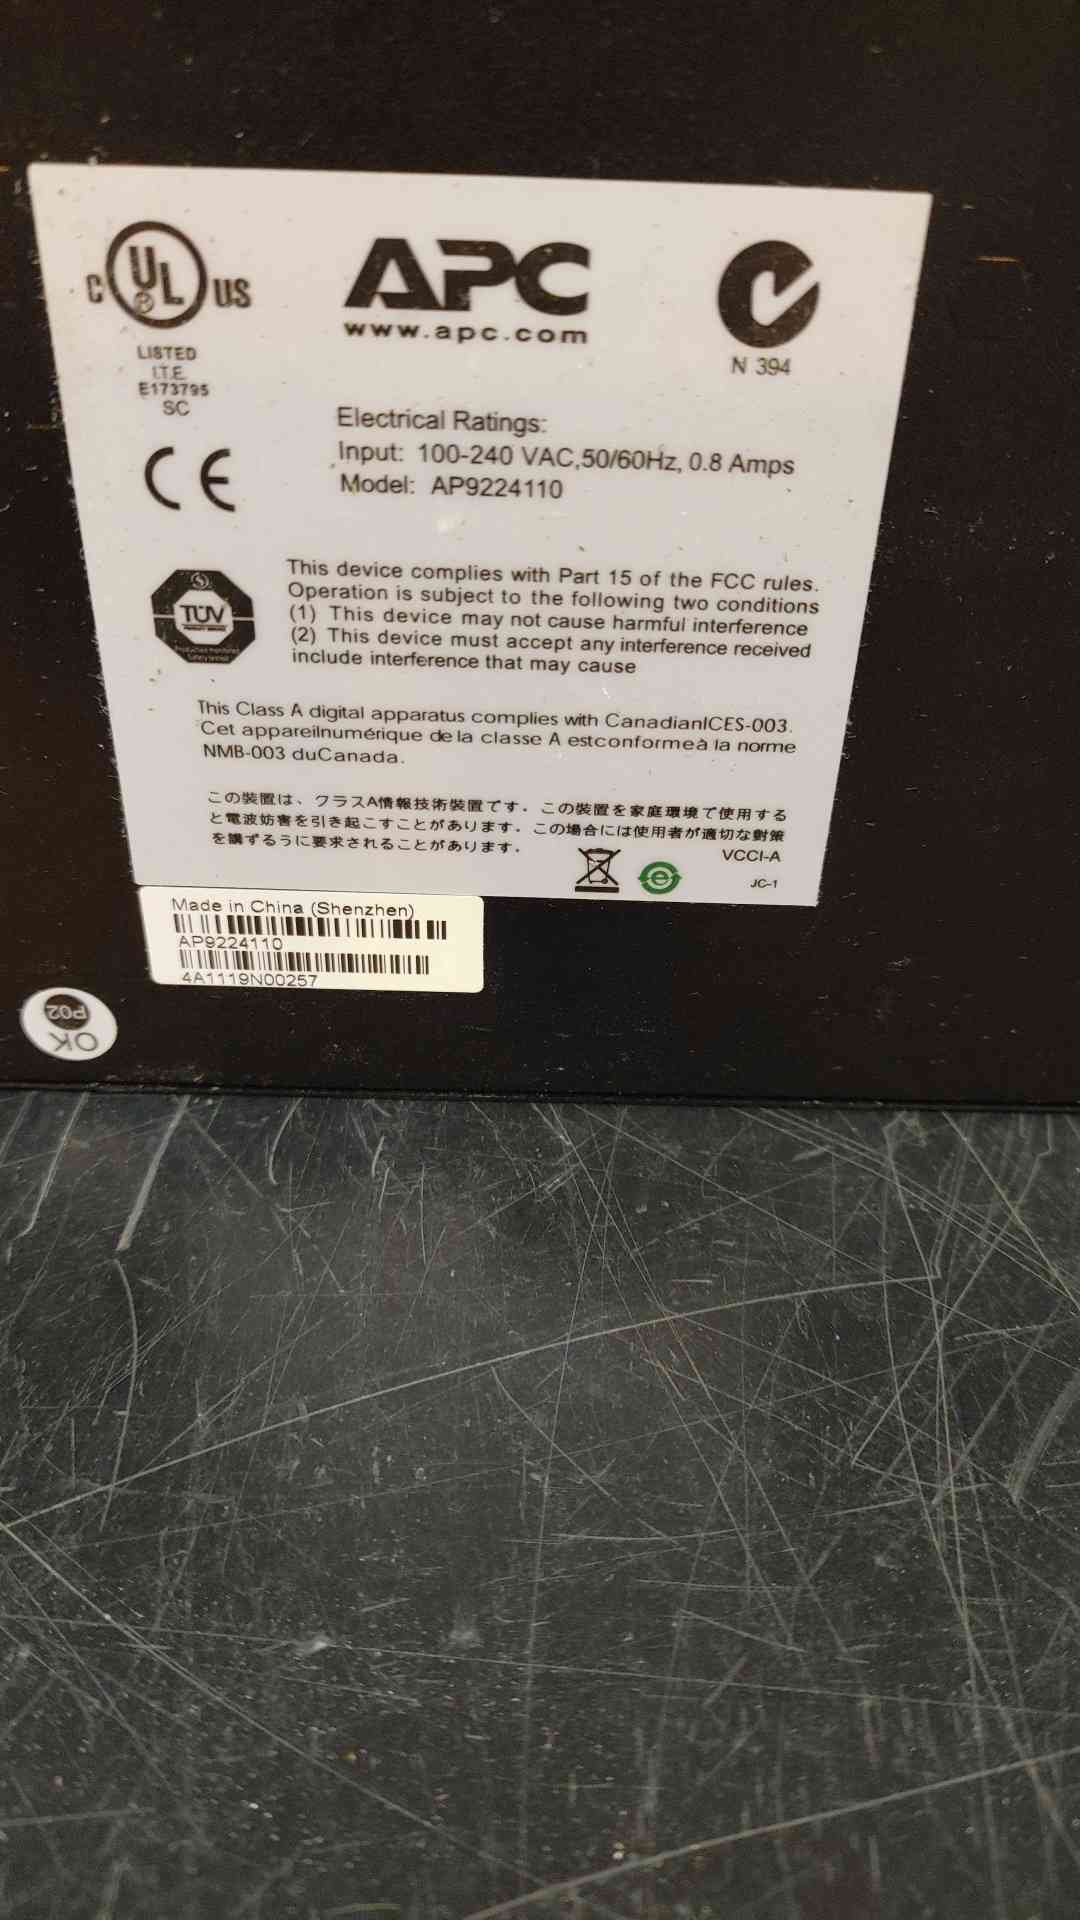 C UL® US
LISTED
I.T.E.
E173795
SC
APC
www.apc.com
N 394
Electrical Ratings:
Input: 100-240 VAC,50/60Hz, 0.8 Amps
Model: AP9224110
CE
TÜV
This device complies with Part 15 of the FCC rules.
Operation is subject to the following two conditions
(1) This device may not cause harmful interference
(2) This device must accept any interference received
include interference that may cause
This Class A digital apparatus complies with CanadianICES-003.
Cet appareilnumérique de la classe A estconformeà la norme
NMB-003 duCanada.
この装置は、クラスA情報技術装置です。この装置を家庭環境で使用する
と電波妨害を引き起こすことがあります。この場合には使用者が適切な對策
を講ずるうに要求されることがあります。
VCCI-A
JC-1
Made in China (Shenzhen)
AP9224110
4A1119N00257
P02
OK